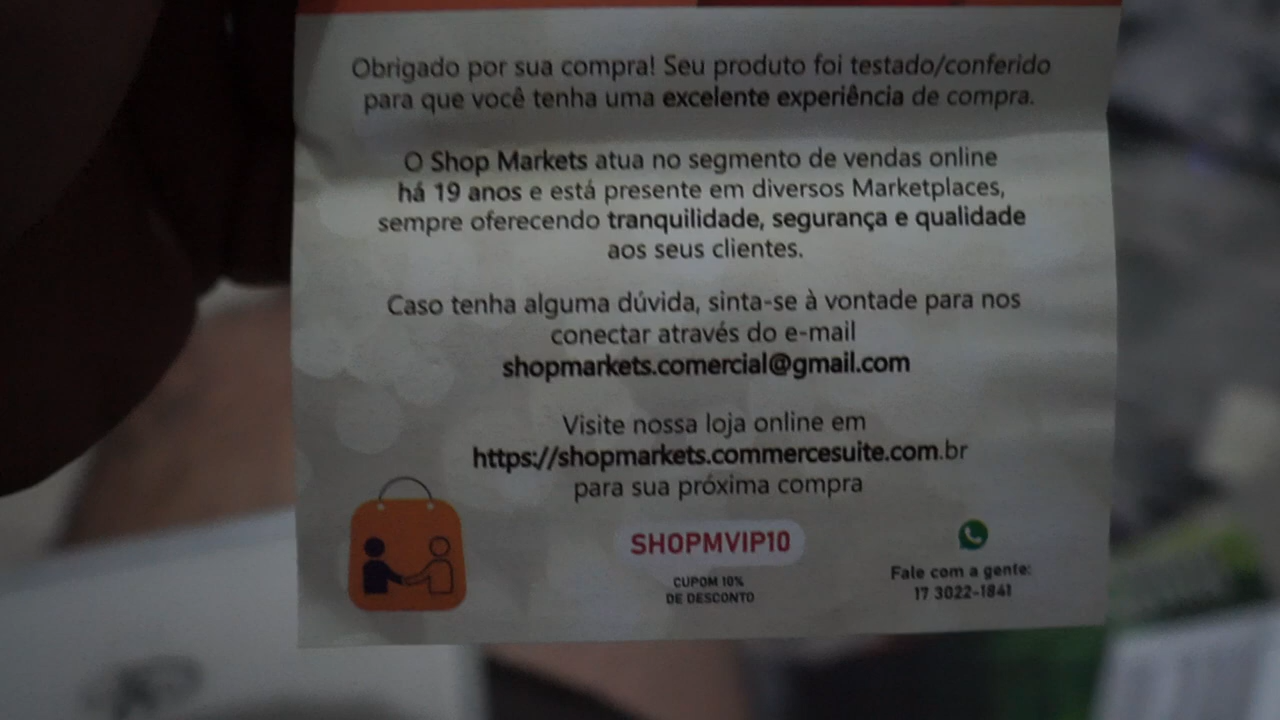 Obrigado por sua compra! Seu produto foi testado/conferido
para que você tenha uma excelente experiência de compra.
O Shop Markets atua no segmento de vendas online
há 19 anos e está presente em diversos Marketplaces,
sempre oferecendo tranquilidade, segurança e qualidade
aos seus clientes.
Caso tenha alguma dúvida, sinta-se à vontade para nos
conectar através do e-mail
shopmarkets.comercial@gmail.com
Visite nossa loja online em
https://shopmarkets.commercesuite.com.br
para sua próxima compra
SHOPMVIP10
CUPOM 10%
DE DESCONTO
Fale com a gente:
17 3022-1841